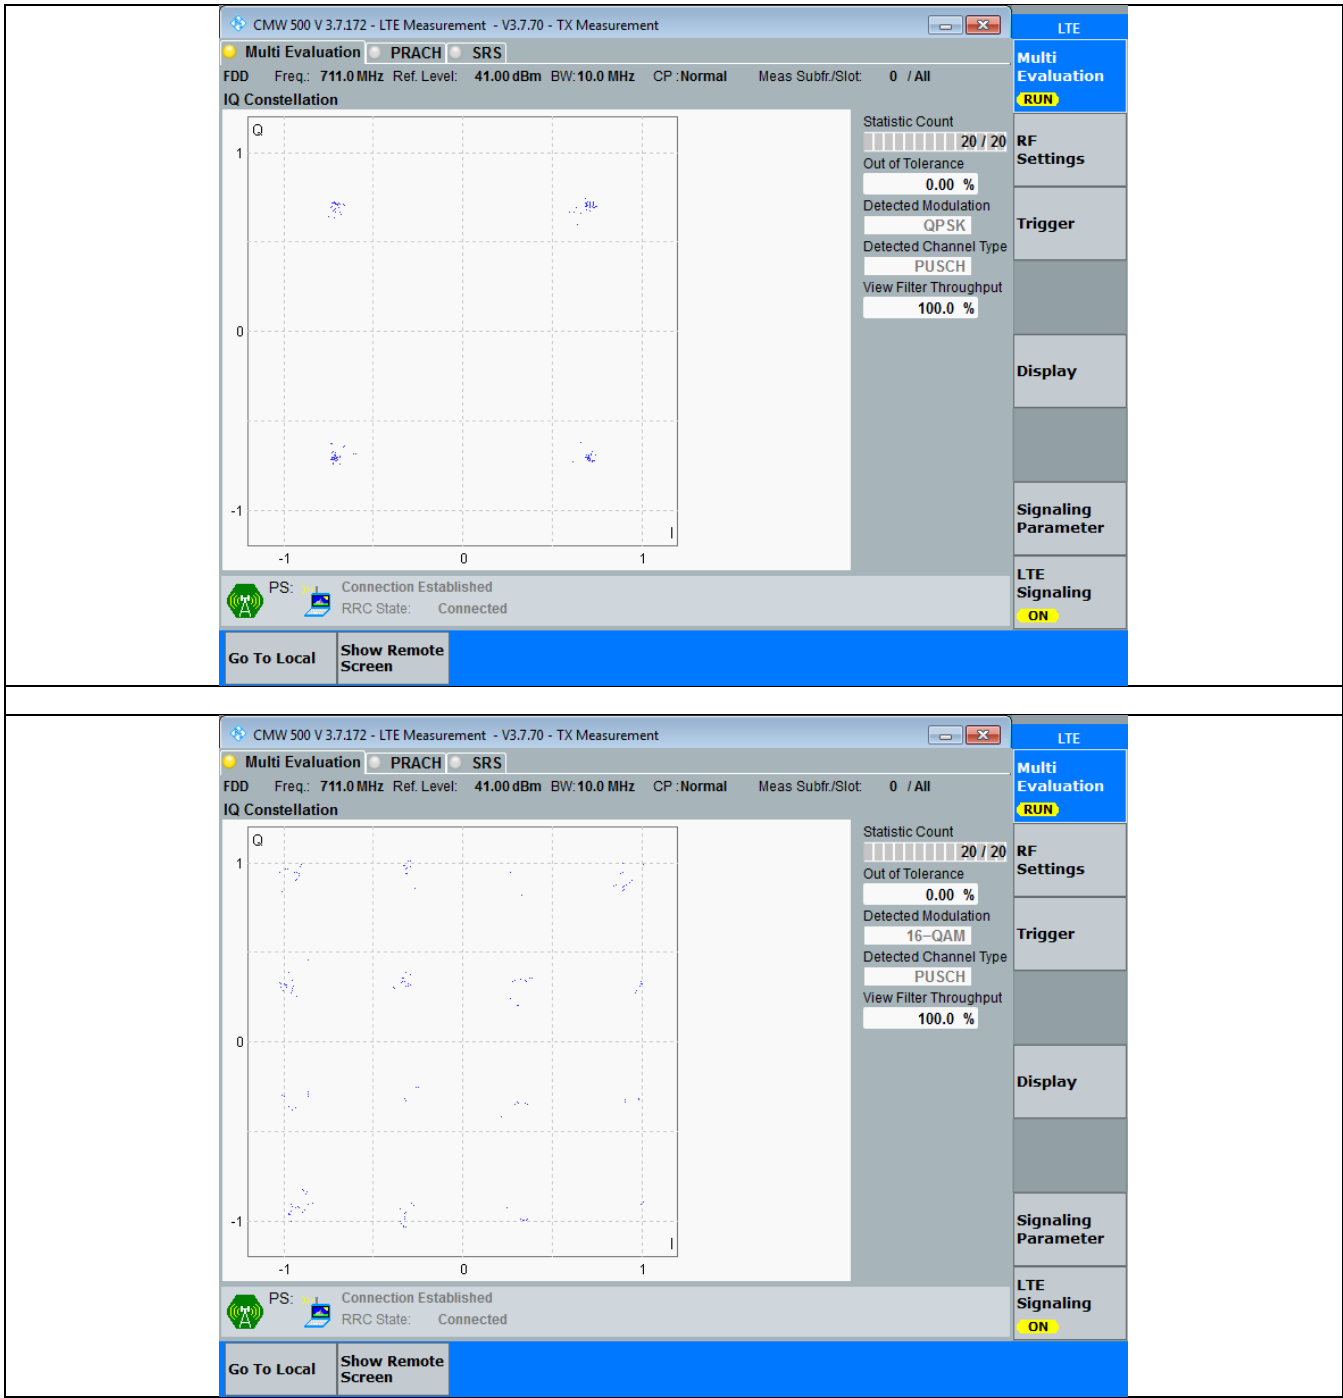 CMW 500 V 3.7.172 - LTE Measurement - V3.7.70 - TX Measurement
LTE
Multi Evaluation PRACH SRS
FDD Freq.: 711.0 MHz Ref. Level: 41.00 dBm BW: 10.0 MHz CP : Normal Meas Subfr./Slot: 0 / All
IQ Constellation
Multi
Evaluation
RUN
Q
1
0
-1
I
-1 0 1
Statistic Count
20 / 20
Out of Tolerance
0.00 %
Detected Modulation
QPSK
Detected Channel Type
PUSCH
View Filter Throughput
100.0 %
RF
Settings
Trigger
Display
Signaling
Parameter
LTE
Signaling
ON
PS: Connection Established
RRC State: Connected
Go To Local
Show Remote
Screen
CMW 500 V 3.7.172 - LTE Measurement - V3.7.70 - TX Measurement
LTE
Multi Evaluation PRACH SRS
FDD Freq.: 711.0 MHz Ref. Level: 41.00 dBm BW: 10.0 MHz CP : Normal Meas Subfr./Slot: 0 / All
IQ Constellation
Multi
Evaluation
RUN
Q
1
0
-1
I
-1 0 1
Statistic Count
20 / 20
Out of Tolerance
0.00 %
Detected Modulation
16-QAM
Detected Channel Type
PUSCH
View Filter Throughput
100.0 %
RF
Settings
Trigger
Display
Signaling
Parameter
LTE
Signaling
ON
PS: Connection Established
RRC State: Connected
Go To Local
Show Remote
Screen